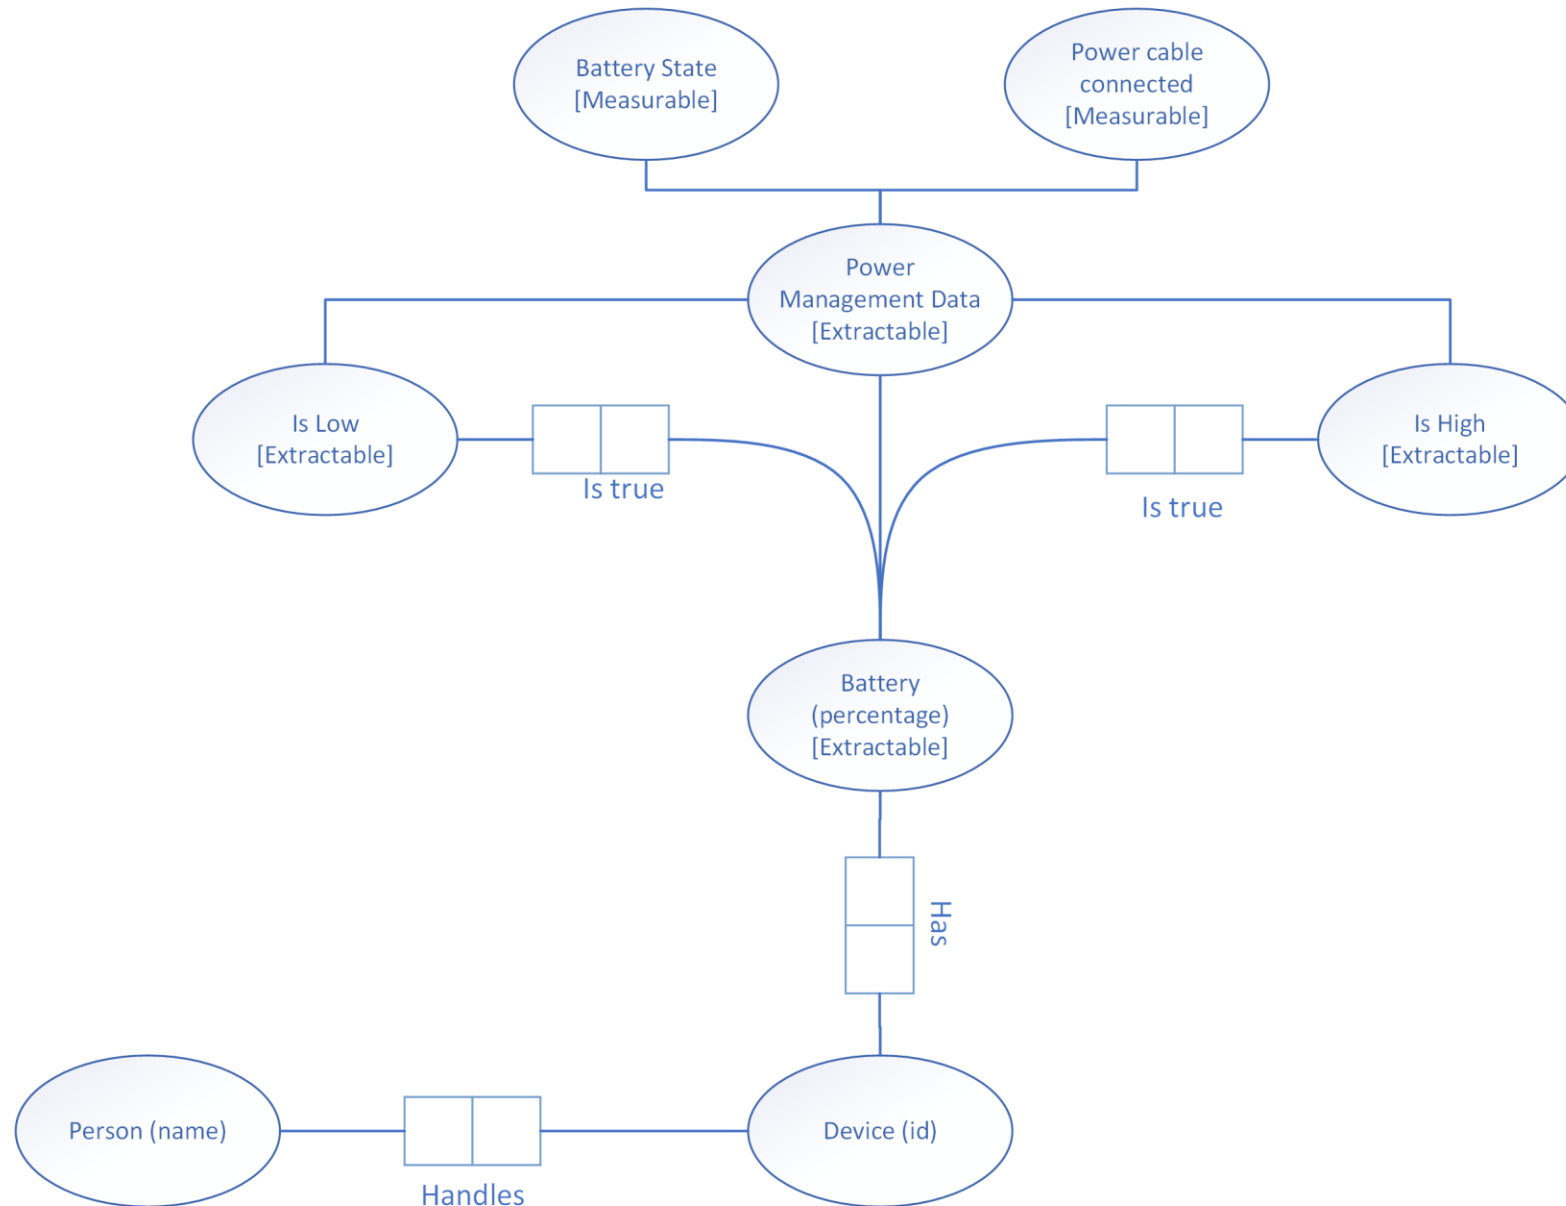 Battery State
[Measurable]
Power cable
connected
[Measurable]
Power
Management Data
[Extractable]
Is Low
[Extractable]
Is true
Is High
[Extractable]
Is true
Battery
(percentage)
[Extractable]
Has
Person (name)
Handles
Device (id)